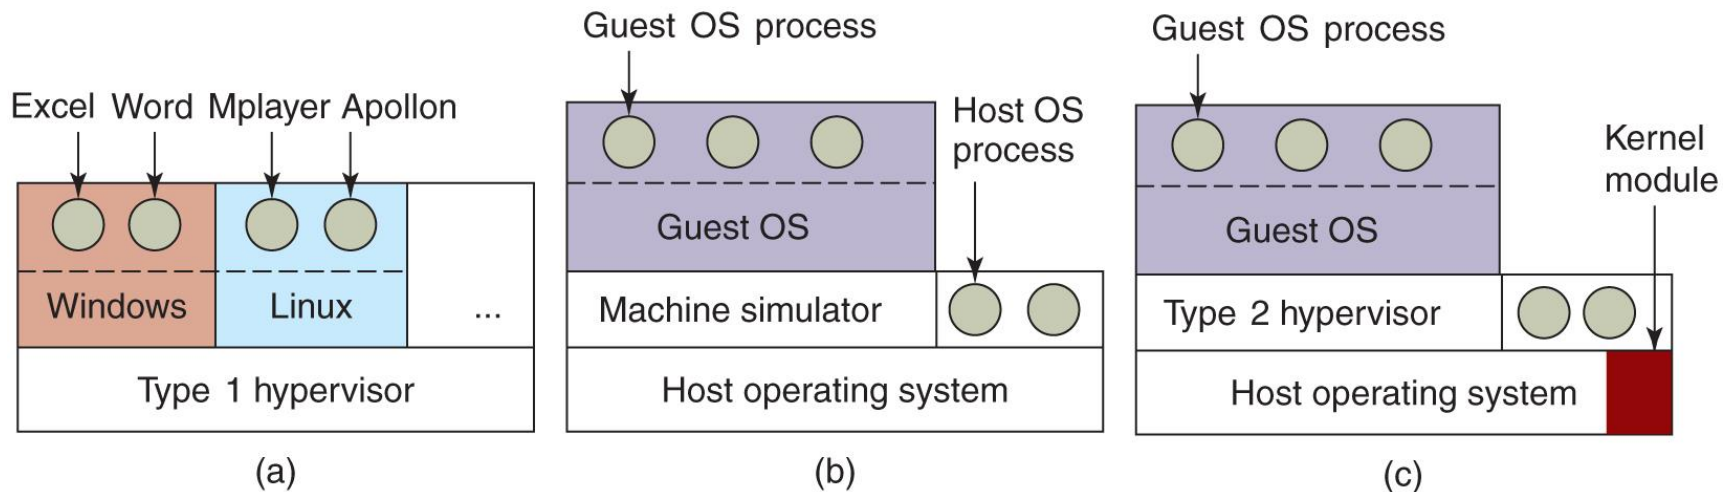 Excel Word Mplayer Apollon
Windows
Linux
...
Type 1 hypervisor
(a)
Guest OS process
Host OS
process
Guest OS
Machine simulator
Host operating system
(b)
Guest OS process
Kernel
module
Guest OS
Type 2 hypervisor
Host operating system
(c)